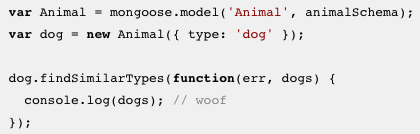 var Animal = mongoose.model('Animal', animalSchema);
var dog = new Animal({ type: 'dog' });

dog.findSimilarTypes(function(err, dogs) {
  console.log(dogs); // woof
});